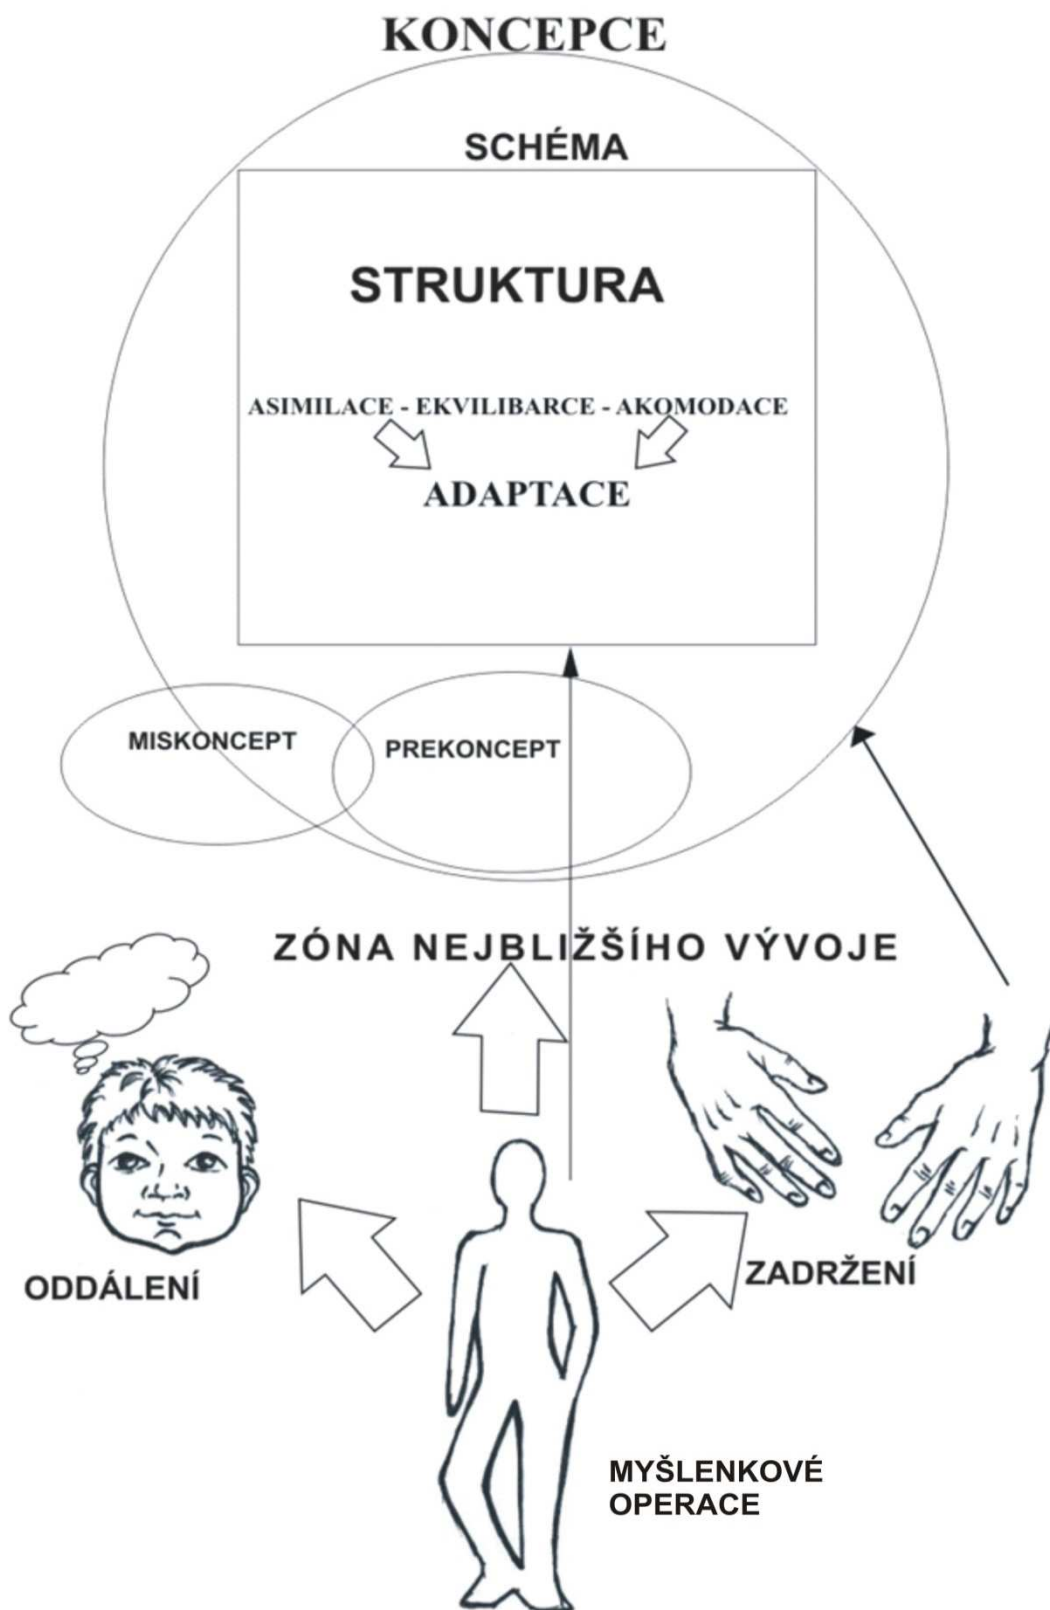 KONCEPCE
SCHÉMA
STRUKTURA
ASIMILACE - EKVILIBARCE - AKOMODACE
ADAPTACE
MISKONCEPT
PREKONCEPT
ZÓNA NEJBLIŽŠÍHO VÝVOJE
ODDÁLENÍ
ZADRŽENÍ
MYŠLENKOVÉ
OPERACE